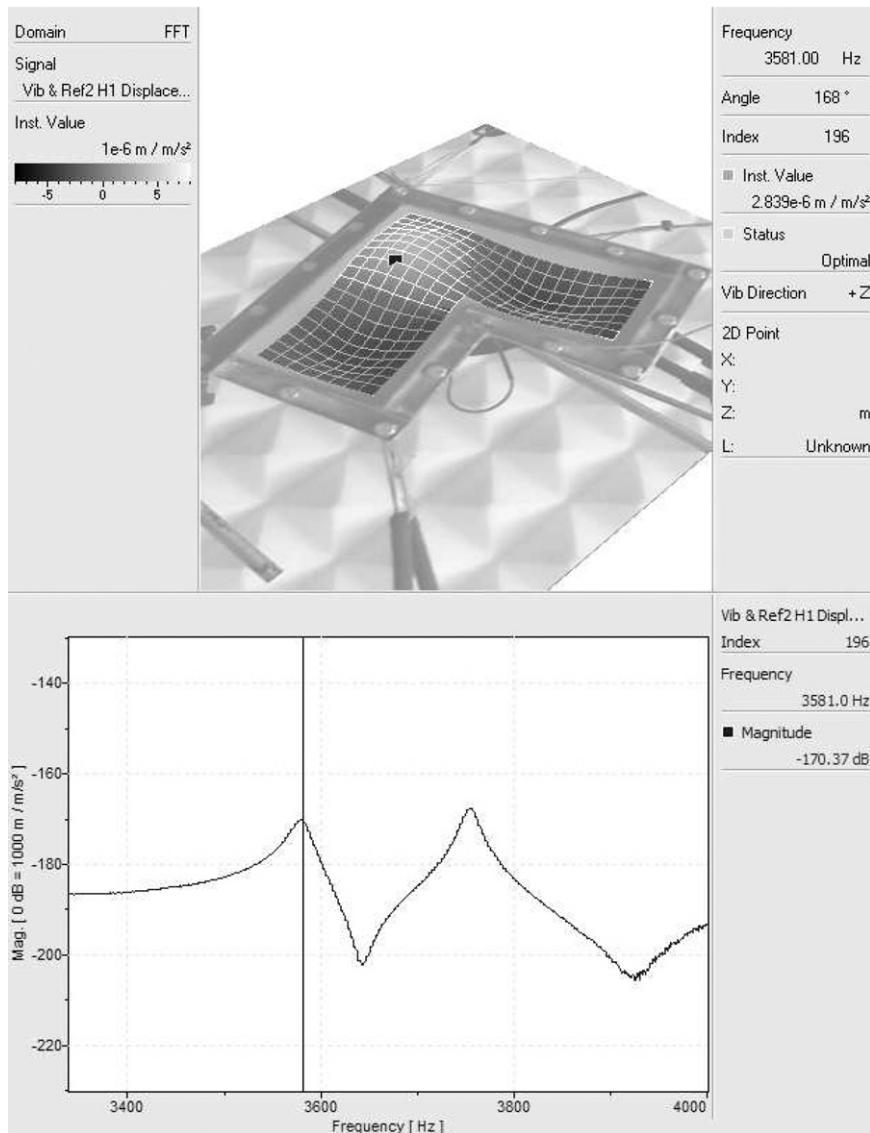 Domain FFT
Signal
Vib & Ref2 H1 Displace...
Inst. Value
1e-6 m / m/s²
-5 0 5
Frequency
3581.00 Hz
Angle 168 °
Index 196
Inst. Value
2.839e-6 m / m/s²
Status
Optimal
Vib Direction +Z
2D Point
X:
Y:
Z: m
L: Unknown
Vib & Ref2 H1 Displ...
Index 196
Frequency
3581.0 Hz
Magnitude
-170.37 dB
Mag. [ 0 dB = 1000 m / m/s² ]
-140
-160
-180
-200
-220
3400 3600 3800 4000
Frequency [ Hz ]